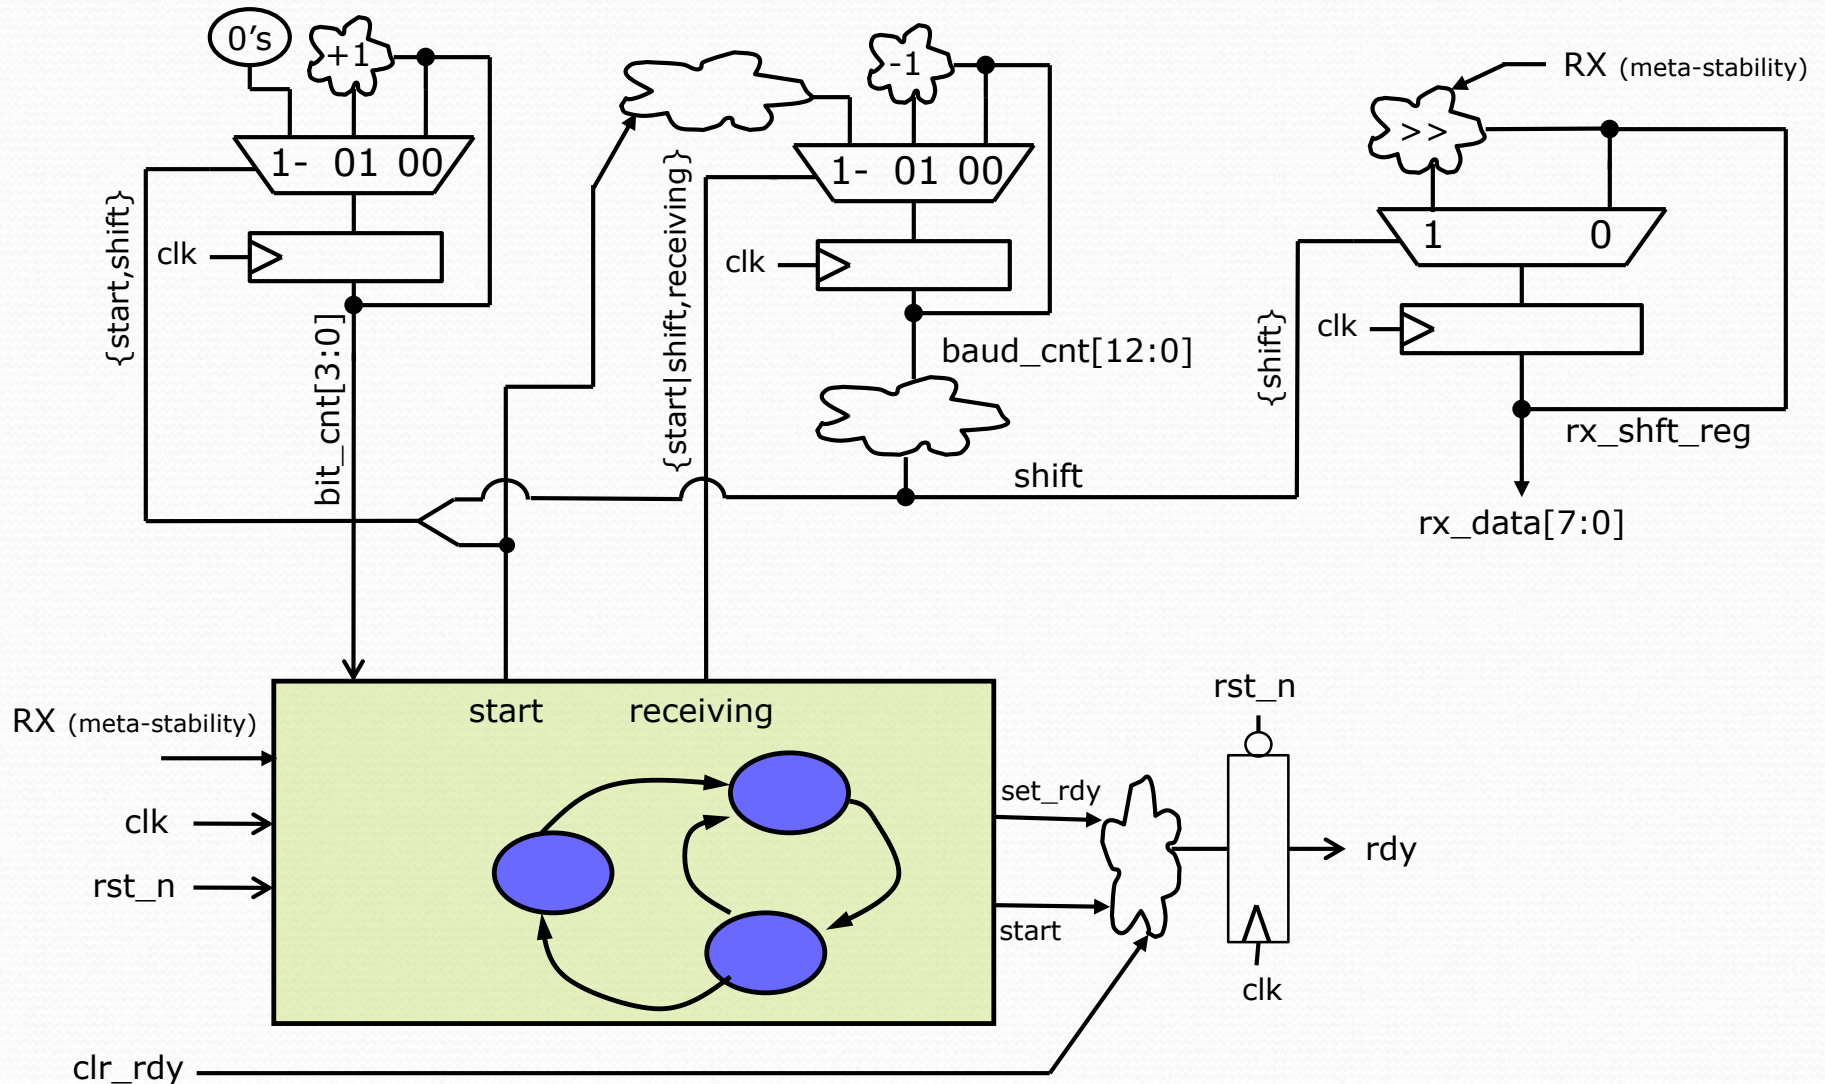 0's
+1
-1
RX (meta-stability)
>>
1- 01 00
1- 01 00
1 0
{start,shift}
clk
{start|shift,receiving}
clk
{shift}
clk
bit_cnt[3:0]
baud_cnt[12:0]
rx_shft_reg
shift
rx_data[7:0]
start receiving
RX (meta-stability)
clk
rst_n
set_rdy
start
rst_n
rdy
clk
clr_rdy